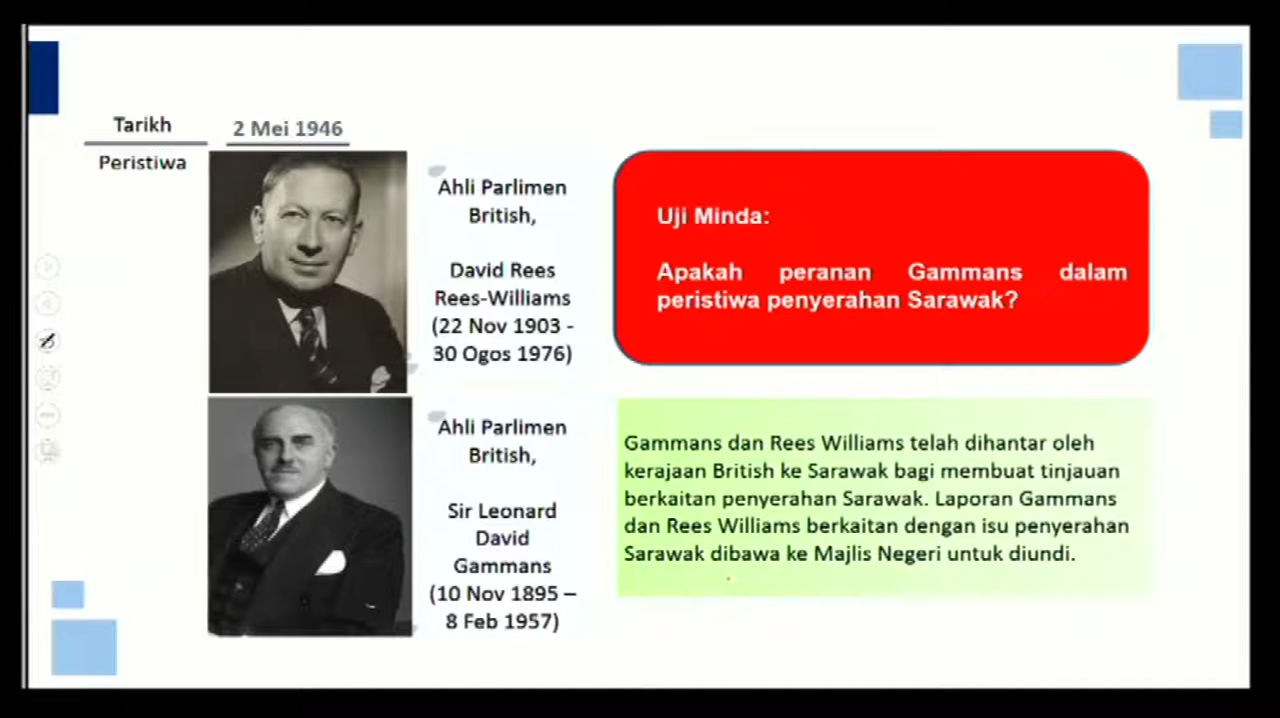 Tarikh
2 Mei 1946
Peristiwa
Ahli Parlimen
British,
David Rees
Rees-Williams
(22 Nov 1903 -
30 Ogos 1976)
Uji Minda:
Apakah peranan Gammans dalam
peristiwa penyerahan Sarawak?
Ahli Parlimen
British,
Sir Leonard
David
Gammans
(10 Nov 1895 –
8 Feb 1957)
Gammans dan Rees Williams telah dihantar oleh
kerajaan British ke Sarawak bagi membuat tinjauan
berkaitan penyerahan Sarawak. Laporan Gammans
dan Rees Williams berkaitan dengan isu penyerahan
Sarawak dibawa ke Majlis Negeri untuk diundi.